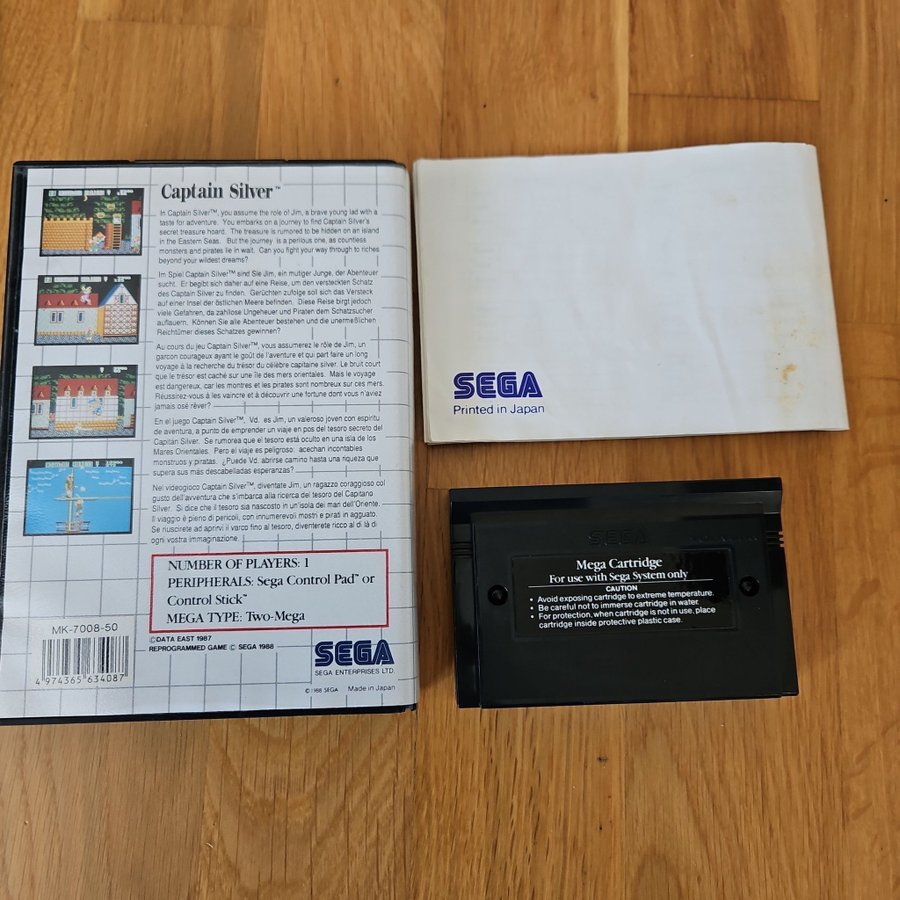 Captain Silver™
In Captain Silver™, you assume the role of Jim, a brave young lad with a
taste for adventure. You embarks on a journey to find Captain Silver's
secret treasure hoard. The treasure is rumored to be hidden on an island
in the Eastern Seas. But the journey is a perilous one, as countless
monsters and pirates lie in wait. Can you fight your way through to riches
beyond your wildest dreams?
Im Spiel Captain Silver™ sind Sie Jim, ein mutiger Junge, der Abenteuer
sucht. Er begibt sich daher auf eine Reise, um den versteckten Schatz
des Captain Silver zu finden. Gerüchten zufolge soll sich das Versteck
auf einer Insel der östlichen Meere befinden. Diese Reise birgt jedoch
viele Gefahren, da zahllose Ungeheuer und Piraten dem Schatzsucher
auflauern. Können Sie alle Abenteuer bestehen und die unermeßlichen
Reichtümer dieses Schatzes gewinnen?
Au cours du jeu Captain Silver™, vous assumerez le rôle de Jim, un
garcon courageux ayant le goût de l'aventure et qui part faire un long
voyage à la recherche du trésor du célèbre capitaine silver. Le bruit court
que le trésor est caché sur une île des mers orientales. Mais le voyage
est dangereux, car les montres et les pirates sont nombreux sur ces mers.
Réussirez-vous à les vaincre et à découvrir une fortune dont vous n'aviez
jamais osé rêver?
En el juego Captain Silver™, Vd. es Jim, un valeroso joven con espíritu
de aventura, a punto de emprender un viaje en pos del tesoro secreto del
Capitán Silver. Se rumorea que el tesoro está oculto en una isla de los
Mares Orientales. Pero el viaje es peligroso: acechan incontables
monstruos y piratas. ¿Puede Vd. abrirse camino hasta una riqueza que
supera sus más descabelladas esperanzas?
Nel videogioco Captain Silver™, diventate Jim, un ragazzo coraggioso col
gusto dell'avventura che s'imbarca alla ricerca del tesoro del Capitano
Silver. Si dice che il tesoro sia nascosto in un'isola dei mari dell'Oriente.
Il viaggio è pieno di pericoli, con innumerevoli mostri e pirati in agguato.
Se riuscirete ad aprirvi il varco fino al tesoro, diventerete ricco al di là di
ogni vostra immaginazione.
NUMBER OF PLAYERS: 1
PERIPHERALS: Sega Control Pad™ or
Control Stick™
MEGA TYPE: Two-Mega
MK-7008-50
4 974365 634087
©DATA EAST 1987
REPROGRAMMED GAME © SEGA 1988
SEGA
SEGA ENTERPRISES LTD.
©1988 SEGA Made in Japan
SEGA
Printed in Japan
SEGA
Mega Cartridge
For use with Sega System only
CAUTION
• Avoid exposing cartridge to extreme temperature.
• Be careful not to immerse cartridge in water.
• For protection, when cartridge is not in use, place
cartridge inside protective plastic case.